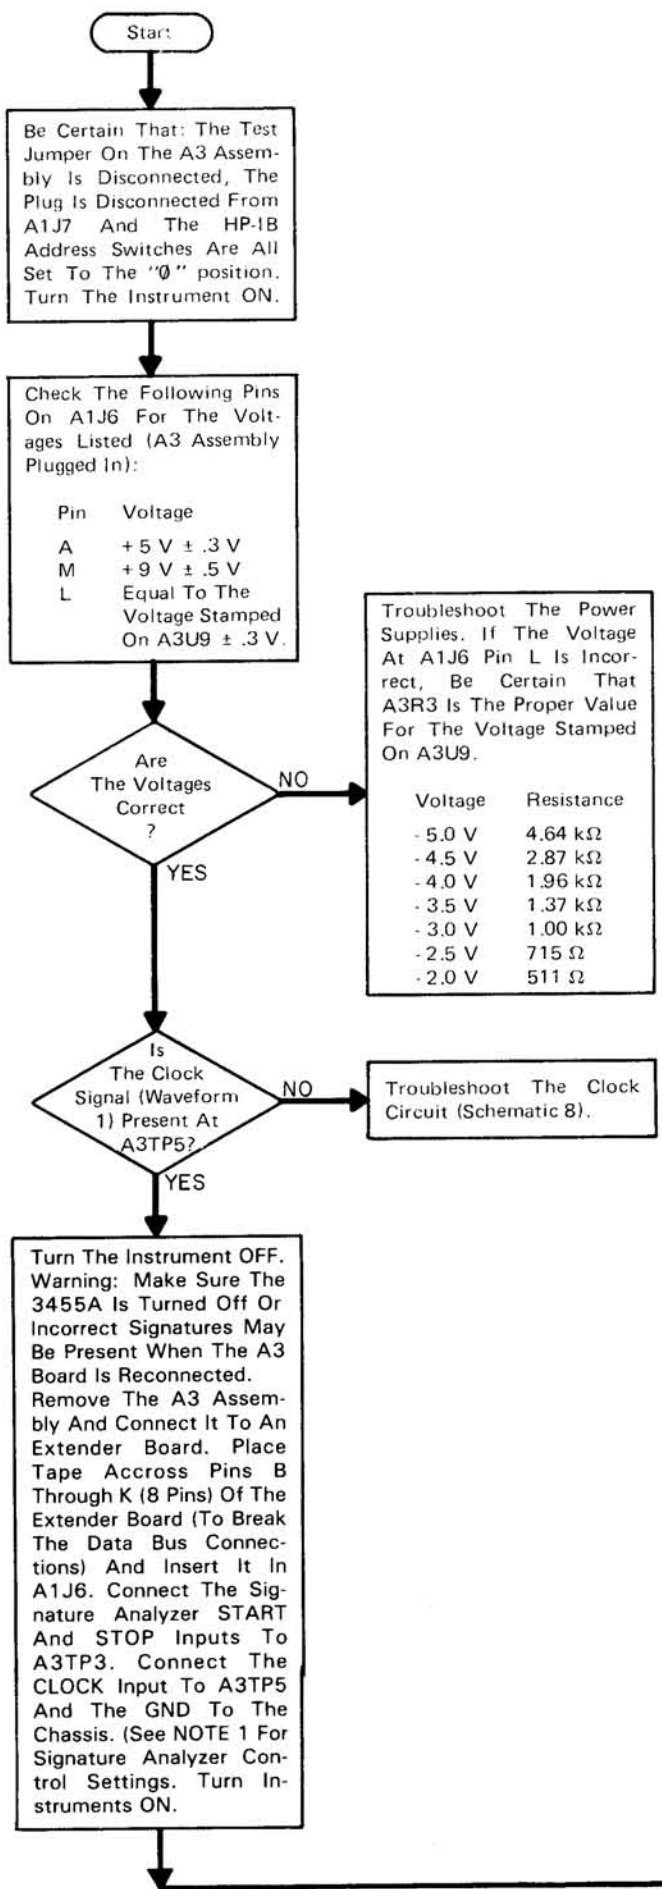 Start
Be Certain That: The Test
Jumper On The A3 Assem-
bly Is Disconnected, The
Plug Is Disconnected From
A1J7 And The HP-IB
Address Switches Are All
Set To The "0" position.
Turn The Instrument ON.
Check The Following Pins
On A1J6 For The Volt-
ages Listed (A3 Assembly
Plugged In):
Pin Voltage
A +5 V ± .3 V
M +9 V ± .5 V
L Equal To The
Voltage Stamped
On A3U9 ± .3 V.
Are
The Voltages
Correct
?
NO
YES
Troubleshoot The Power
Supplies. If The Voltage
At A1J6 Pin L Is Incor-
rect, Be Certain That
A3R3 Is The Proper Value
For The Voltage Stamped
On A3U9.
Voltage Resistance
- 5.0 V 4.64 kΩ
- 4.5 V 2.87 kΩ
- 4.0 V 1.96 kΩ
- 3.5 V 1.37 kΩ
- 3.0 V 1.00 kΩ
- 2.5 V 715 Ω
- 2.0 V 511 Ω
Is
The Clock
Signal (Waveform
1) Present At
A3TP5?
NO
YES
Troubleshoot The Clock
Circuit (Schematic 8).
Turn The Instrument OFF.
Warning: Make Sure The
3455A Is Turned Off Or
Incorrect Signatures May
Be Present When The A3
Board Is Reconnected.
Remove The A3 Assem-
bly And Connect It To An
Extender Board. Place
Tape Accross Pins B
Through K (8 Pins) Of The
Extender Board (To Break
The Data Bus Connec-
tions) And Insert It In
A1J6. Connect The Sig-
nature Analyzer START
And STOP Inputs To
A3TP3. Connect The
CLOCK Input To A3TP5
And The GND To The
Chassis. (See NOTE 1 For
Signature Analyzer Con-
trol Settings. Turn In-
struments ON.